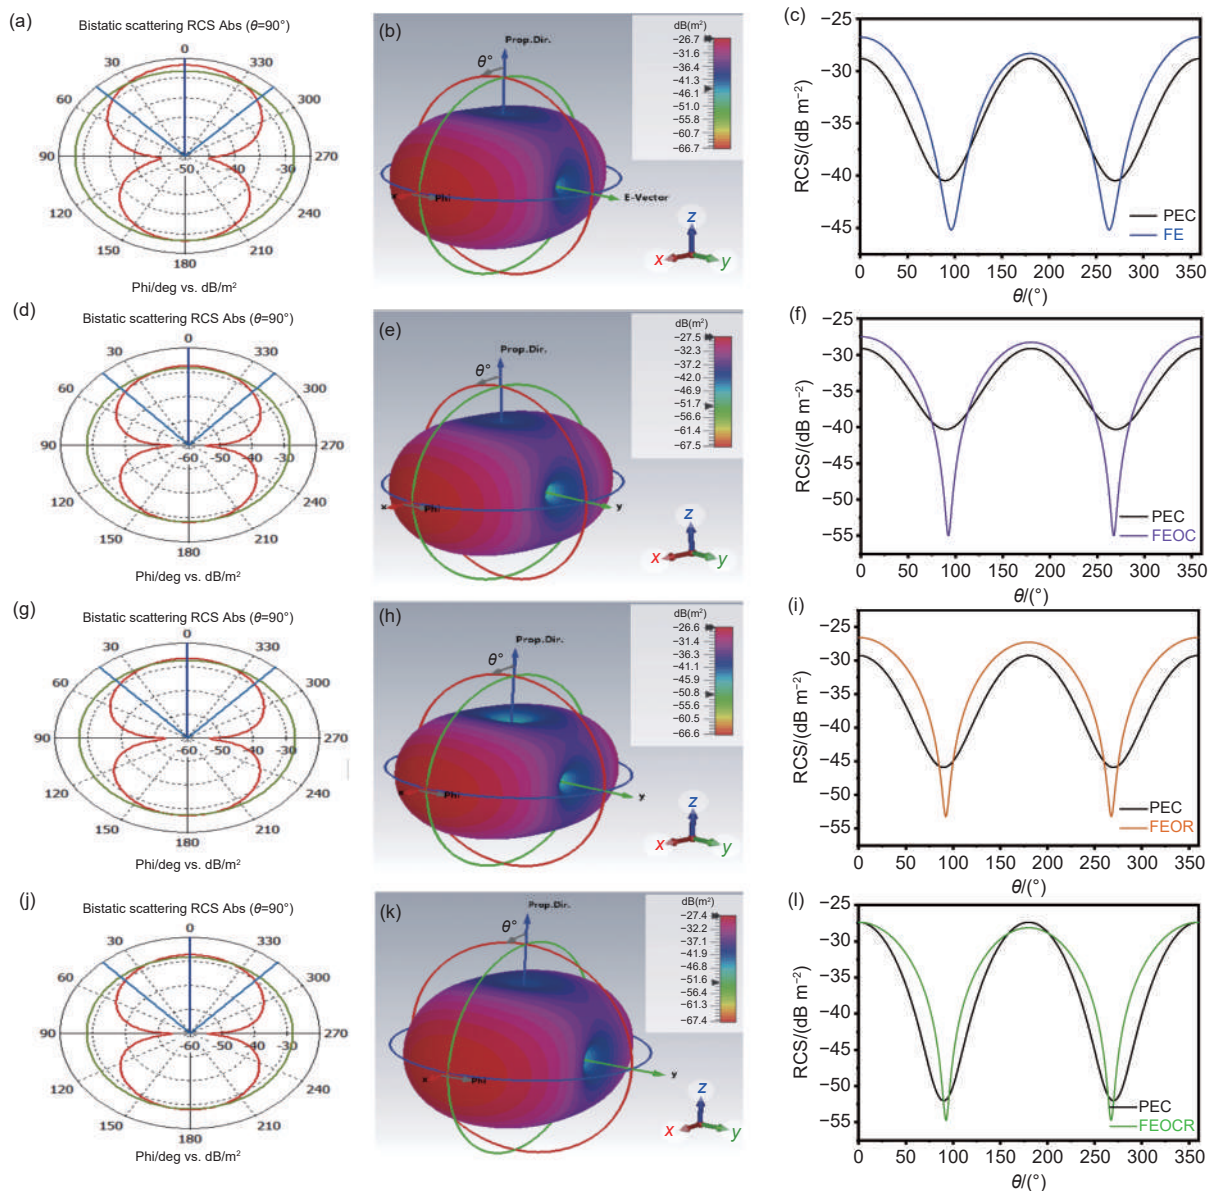 (a)
Bistatic scattering RCS Abs (θ=90°)
0
30
330
60
300
90
270
-50
-40
-30
120
240
150
210
180
Phi/deg vs. dB/m²
(b)
Prop.Dir.
θ°
x
Phi
E-Vector
z
x
y
dB(m²)
−26.7
−31.6
−36.4
−41.3
−46.1
−51.0
−55.8
−60.7
−66.7
(c)
RCS/(dB m⁻²)
−25
−30
−35
−40
−45
PEC
FE
0
50
100
150
200
250
300
350
θ/(°)
(d)
Bistatic scattering RCS Abs (θ=90°)
0
30
330
60
300
90
270
-60
-50
-40
-30
120
240
150
210
180
Phi/deg vs. dB/m²
(e)
Prop.Dir.
θ°
x
Phi
y
z
x
y
dB(m²)
−27.5
−32.3
−37.2
−42.0
−46.9
−51.7
−56.6
−61.4
−67.5
(f)
RCS/(dB m⁻²)
−25
−30
−35
−40
−45
−50
−55
PEC
FEOC
0
50
100
150
200
250
300
350
θ/(°)
(g)
Bistatic scattering RCS Abs (θ=90°)
0
30
330
60
300
90
270
-60
-50
-40
-30
120
240
150
210
180
Phi/deg vs. dB/m²
(h)
Prop.Dir.
θ°
x
Phi
y
z
x
y
dB(m²)
−26.6
−31.4
−36.3
−41.1
−46.0
−50.8
−55.6
−60.5
−66.6
(i)
RCS/(dB m⁻²)
−25
−30
−35
−40
−45
−50
−55
PEC
FEOR
0
50
100
150
200
250
300
350
θ/(°)
(j)
Bistatic scattering RCS Abs (θ=90°)
0
30
330
60
300
90
270
-60
-50
-40
-30
120
240
150
210
180
Phi/deg vs. dB/m²
(k)
Prop.Dir.
θ°
x
Phi
y
z
x
y
dB(m²)
−27.4
−32.2
−37.1
−41.9
−46.8
−51.6
−56.4
−61.3
−67.4
(l)
RCS/(dB m⁻²)
−25
−30
−35
−40
−45
−50
−55
PEC
FEOCR
0
50
100
150
200
250
300
350
θ/(°)